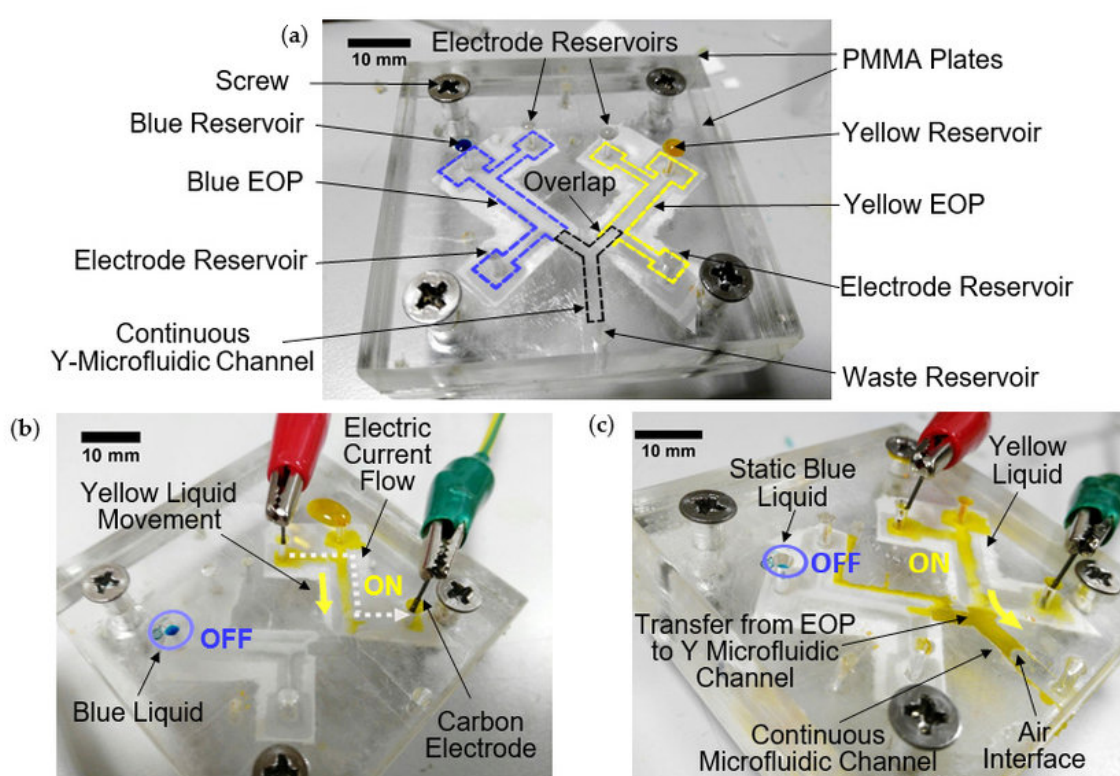 (a)
10 mm
Electrode Reservoirs
PMMA Plates
Screw
Blue Reservoir
Yellow Reservoir
Blue EOP
Overlap
Yellow EOP
Electrode Reservoir
Electrode Reservoir
Continuous
Y-Microfluidic Channel
Waste Reservoir
(b)
10 mm
Electric
Current
Flow
Yellow Liquid
Movement
ON
OFF
Blue Liquid
Carbon
Electrode
(c)
10 mm
Static Blue
Liquid
Yellow
Liquid
OFF
ON
Transfer from EOP
to Y Microfluidic
Channel
Continuous
Microfluidic Channel
Air
Interface